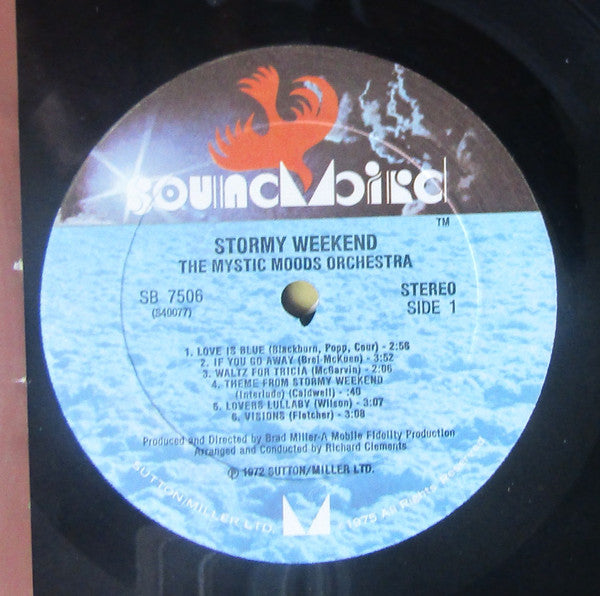 soundbird
TM
STORMY WEEKEND
THE MYSTIC MOODS ORCHESTRA
SB 7506
(S40077)
STEREO
SIDE 1
1. LOVE IS BLUE (Blackburn, Popp, Cour) - 2:56
2. IF YOU GO AWAY (Brel-McKuen) - 3:52
3. WALTZ FOR TRICIA (McGarvin) - 2:06
4. THEME FROM STORMY WEEKEND
(Interlude) (Caldwell) - :40
5. LOVERS LULLABY (Wilson) - 3:07
6. VISIONS (Fletcher) - 3:08
Produced and Directed by Brad Miller-A Mobile Fidelity Production
Arranged and Conducted by Richard Clements.
℗ 1972 SUTTON/MILLER LTD.
SUTTON/MILLER LTD. 1975 All Rights Reserved